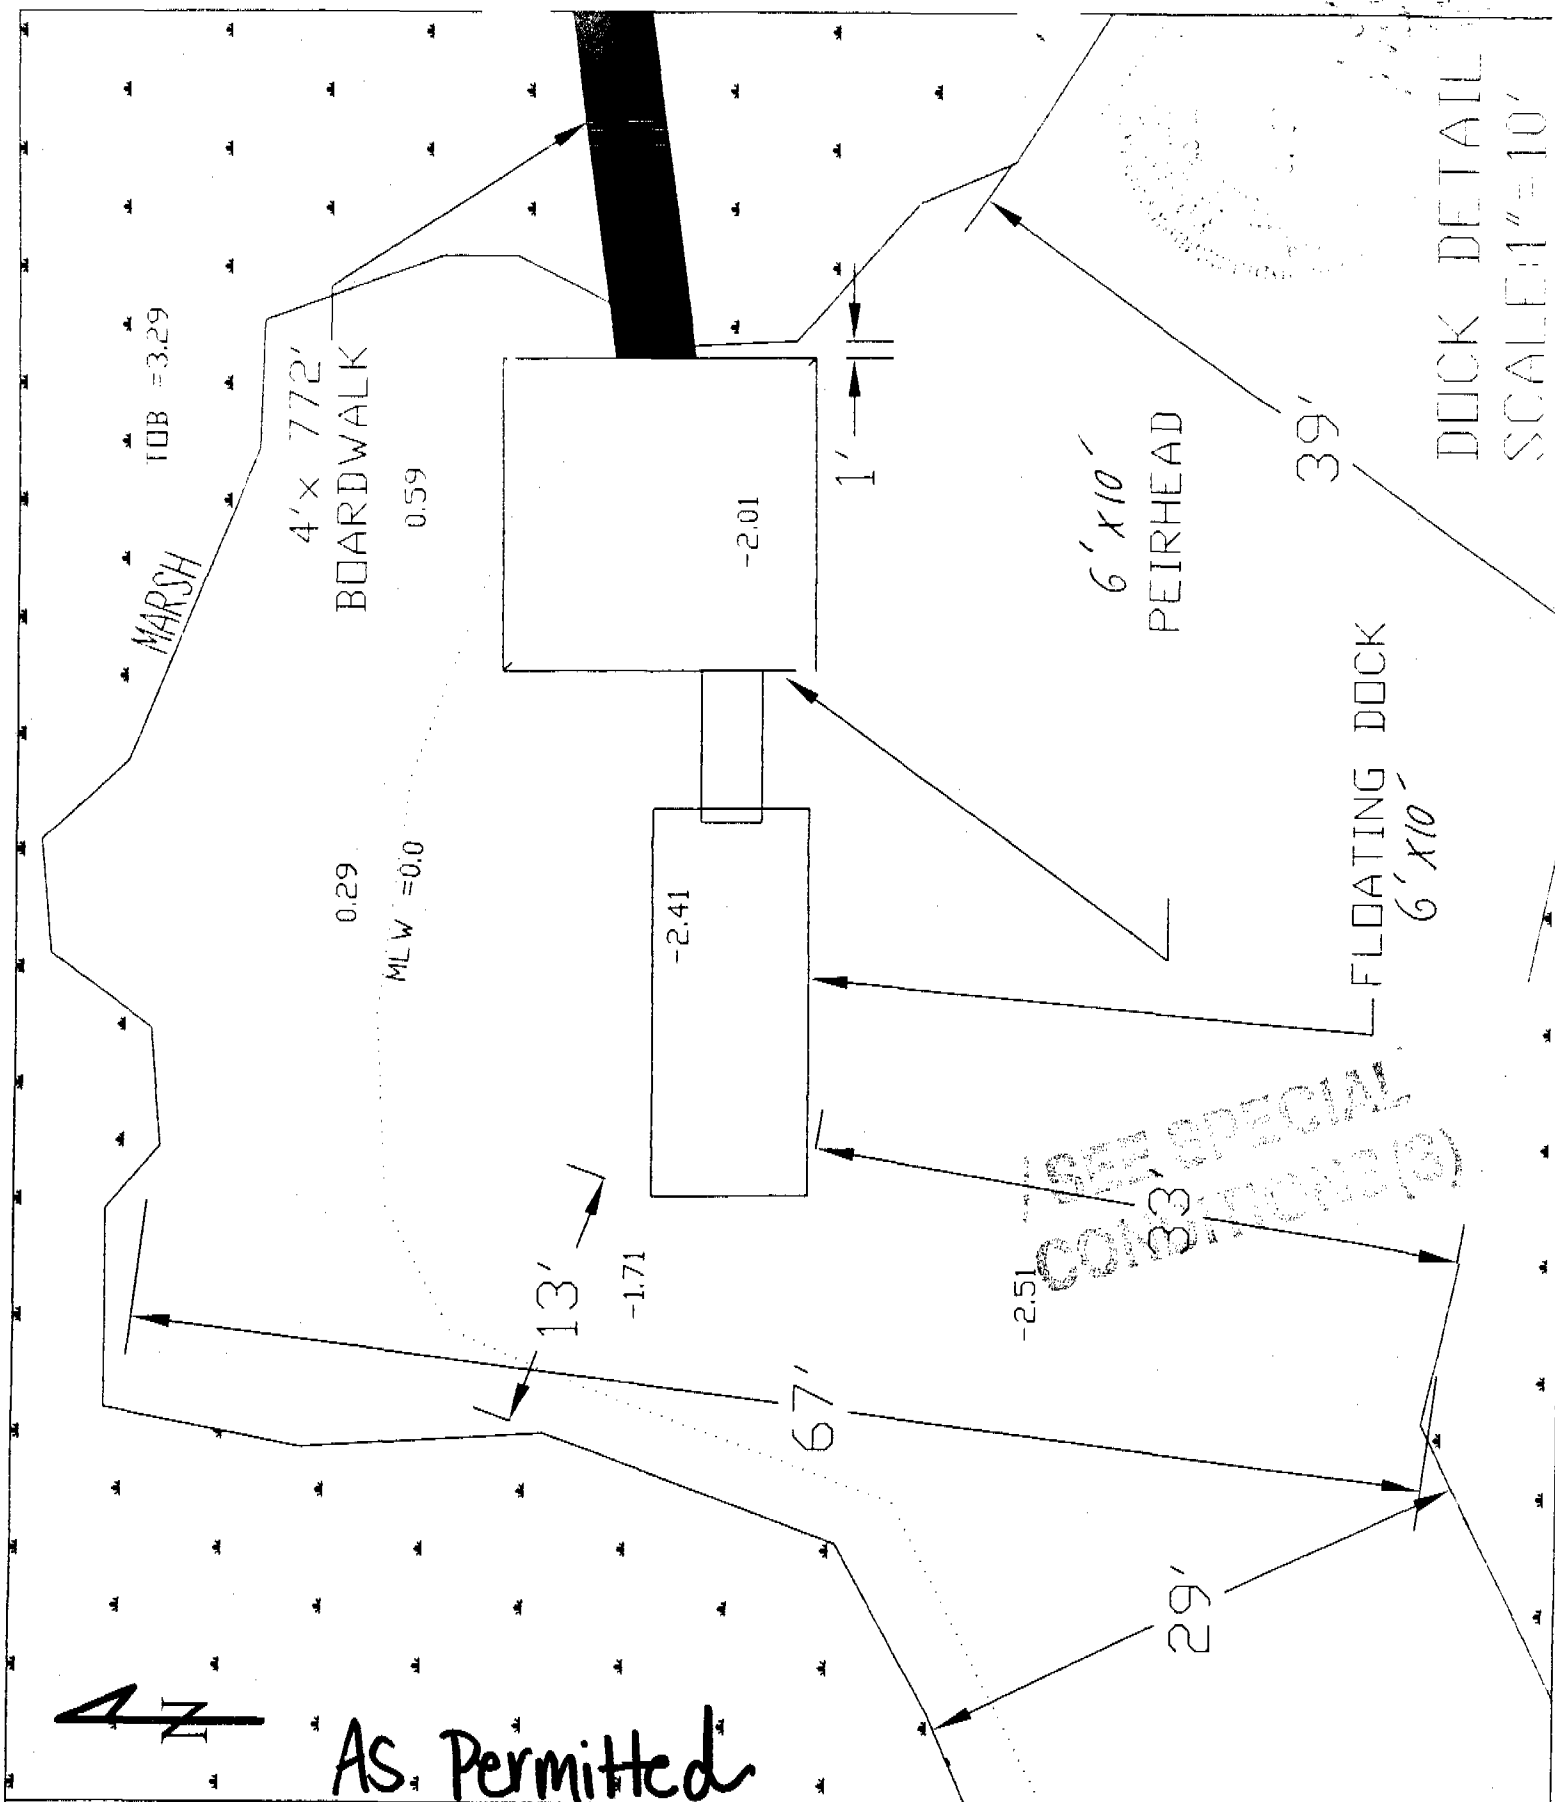 TOB =3.29
MARSH
4' x 772'
BOARDWALK
0.59
0.29
MLW =0.0
-2.01
-2.41
1'
6' x10'
PEIRHEAD
39'
DOCK DETAIL
SCALE:1"=10'
FLOATING DOCK
6' x10'
SEE SPECIAL
CONDITIONS(S)
33'
13'
-1.71
-2.51
67'
29'
N
AS Permitted